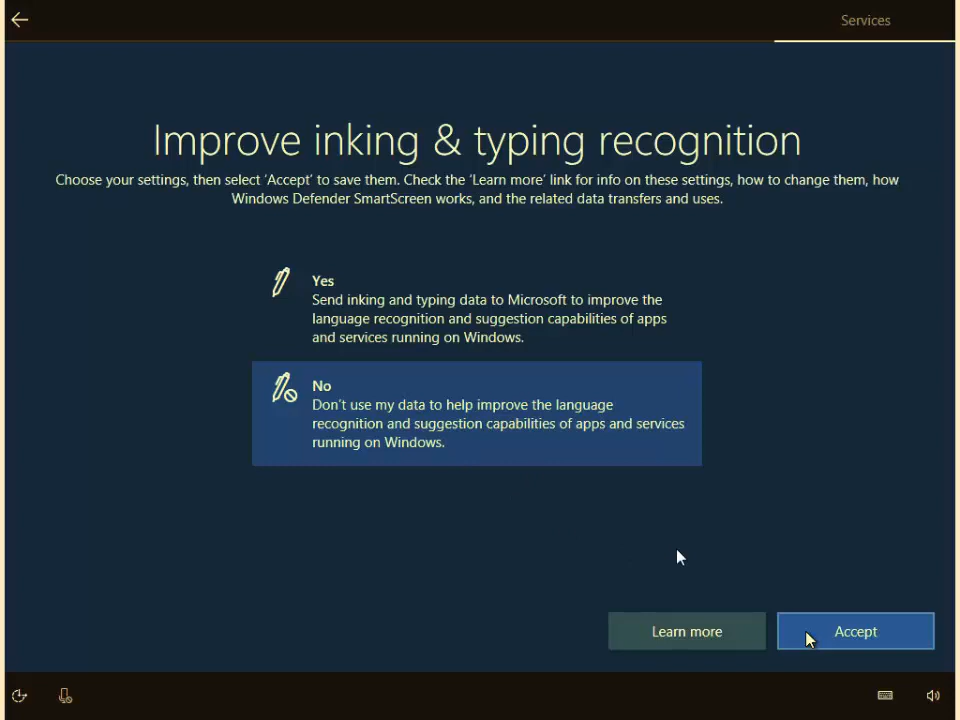 Services
Improve inking & typing recognition
Choose your settings, then select ‘Accept’ to save them. Check the ‘Learn more’ link for info on these settings, how to change them, how
Windows Defender SmartScreen works, and the related data transfers and uses.
Yes
Send inking and typing data to Microsoft to improve the
language recognition and suggestion capabilities of apps
and services running on Windows.
No
Don’t use my data to help improve the language
recognition and suggestion capabilities of apps and services
running on Windows.
Learn more
Accept